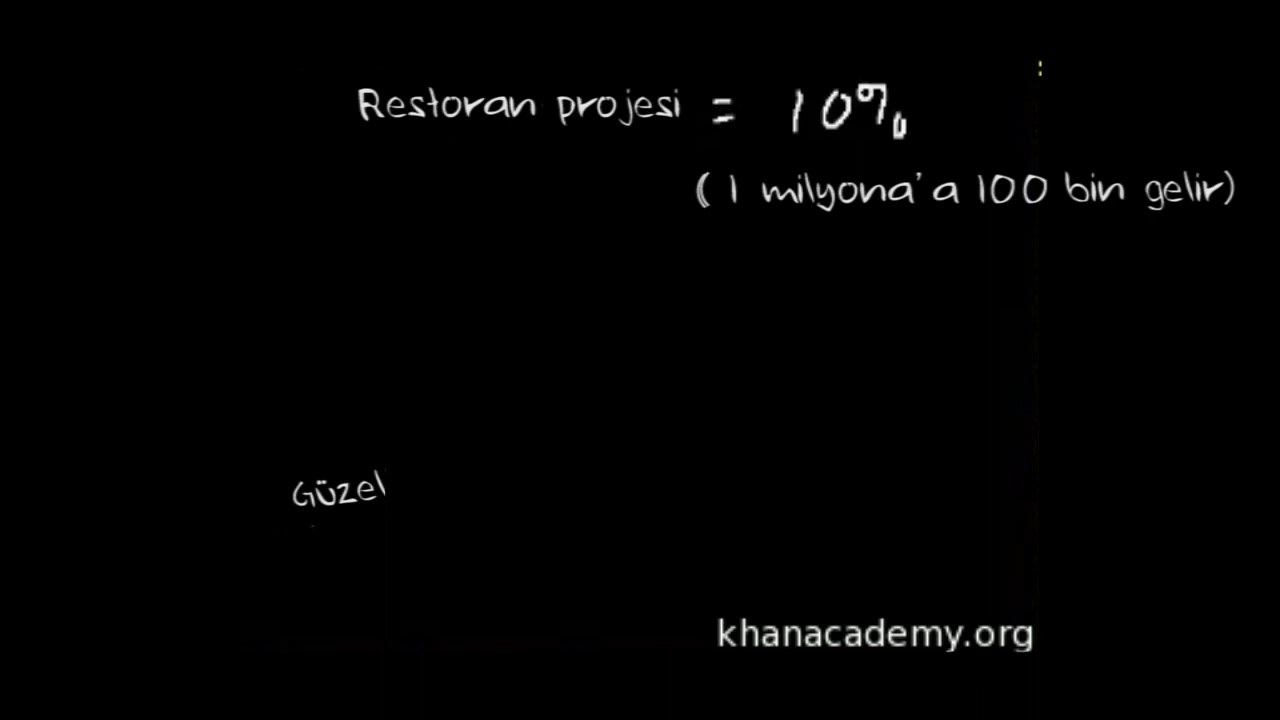 Restoran projesi = 10%
(1 milyona'a 100 bin gelir)
Güzel
khanacademy.org